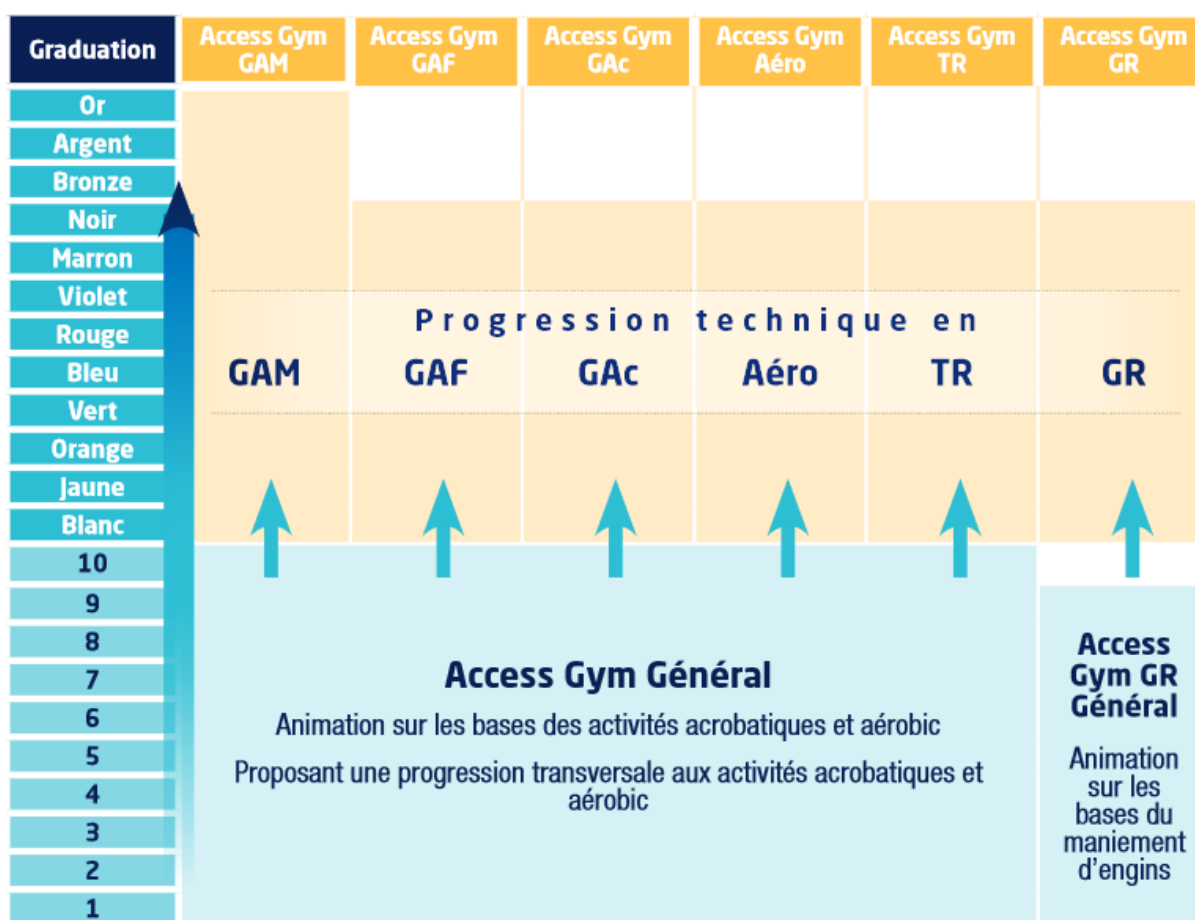 Graduation
Access Gym
GAM
Access Gym
GAF
Access Gym
GAc
Access Gym
Aéro
Access Gym
TR
Access Gym
GR
Or
Argent
Bronze
Noir
Marron
Violet
Rouge
Bleu
Vert
Orange
Jaune
Blanc
10
9
8
7
6
5
4
3
2
1
Progression technique en
GAM
GAF
GAc
Aéro
TR
GR
Access Gym Général
Animation sur les bases des activités acrobatiques et aérobic
Proposant une progression transversale aux activités acrobatiques et
aérobic
Access
Gym GR
Général
Animation
sur les
bases du
maniement
d'engins